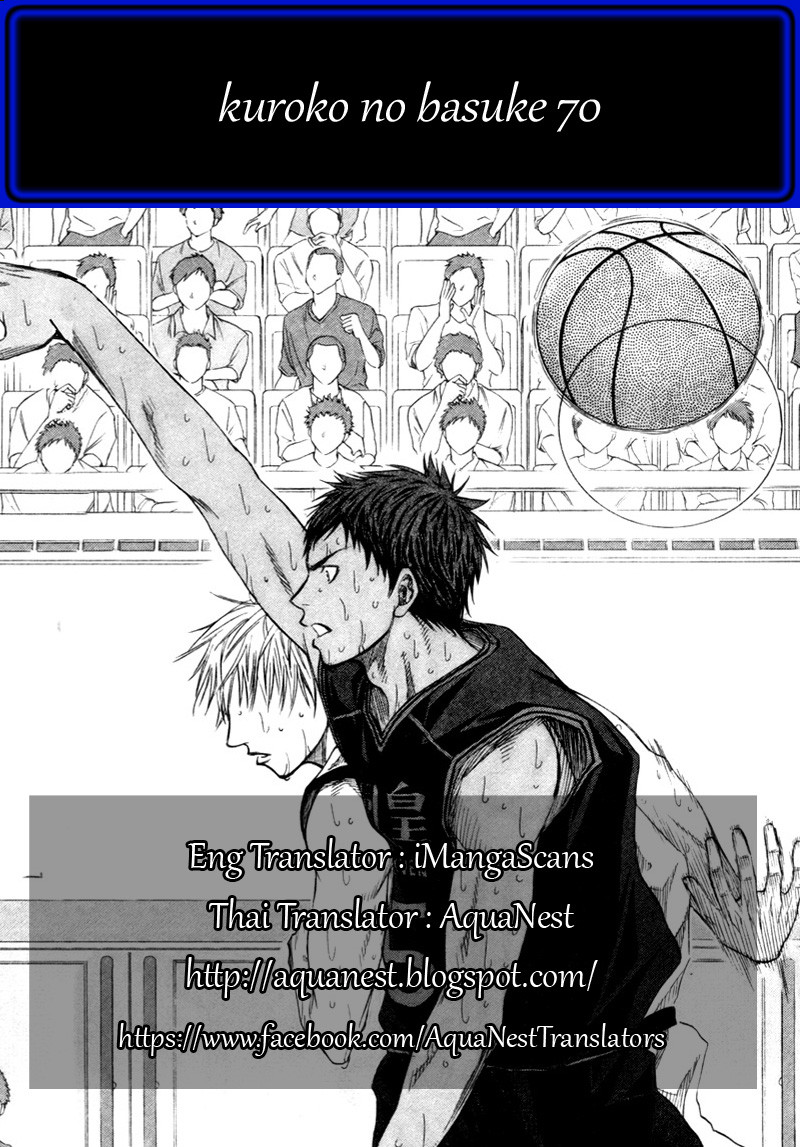 kuroko no basuke 70
皇
Eng Translator : iMangaScans
Thai Translator : AquaNest
http://aquanest.blogspot.com/
https://www.facebook.com/AquaNestTranslators